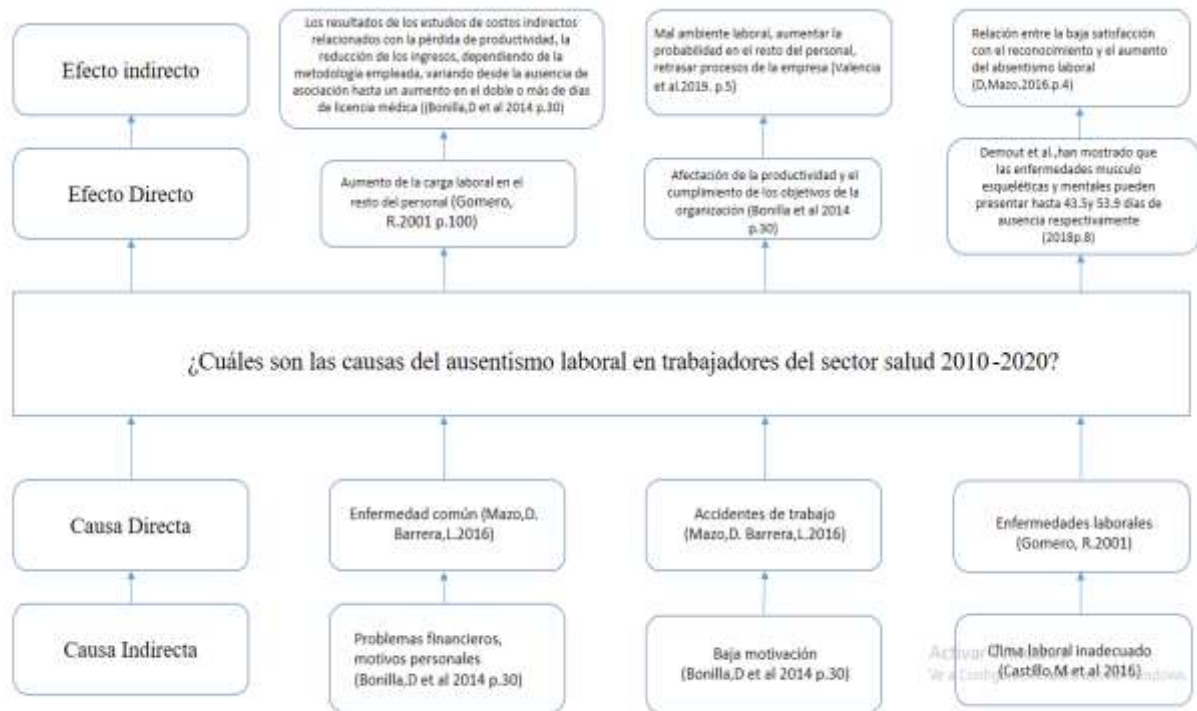 Efecto indirecto
Los resultados de los estudios de costos indirectos
relacionados con la pérdida de productividad, la
reducción de los ingresos, dependiendo de la
metodología empleada, variando desde la ausencia de
asociación hasta un aumento en el doble o más de días
de licencia médica ((Bonilla,D et al 2014 p.30)
Mal ambiente laboral, aumentar la
probabilidad en el resto del personal,
retrasar procesos de la empresa (Valencia
et al.2019. p.5)
Relación entre la baja satisfacción
con el reconocimiento y el aumento
del absentismo laboral
(D,Mazo.2016.p.4)
Efecto Directo
Aumento de la carga laboral en el
resto del personal (Gomero,
R.2001 p.100)
Afectación de la productividad y el
cumplimiento de los objetivos de la
organización (Bonilla et al 2014
p.30)
Demout et al.,han mostrado que
las enfermedades musculo
esqueléticas y mentales pueden
presentar hasta 43.5y 53.9 días de
ausencia respectivamente
(2018p.8)
¿Cuáles son las causas del ausentismo laboral en trabajadores del sector salud 2010-2020?
Causa Directa
Enfermedad común (Mazo,D.
Barrera,L.2016)
Accidentes de trabajo
(Mazo,D. Barrera,L.2016)
Enfermedades laborales
(Gomero, R.2001)
Causa Indirecta
Problemas financieros,
motivos personales
(Bonilla,D et al 2014 p.30)
Baja motivación
(Bonilla,D et al 2014 p.30)
Clima laboral inadecuado
(Castillo,M et al 2016)